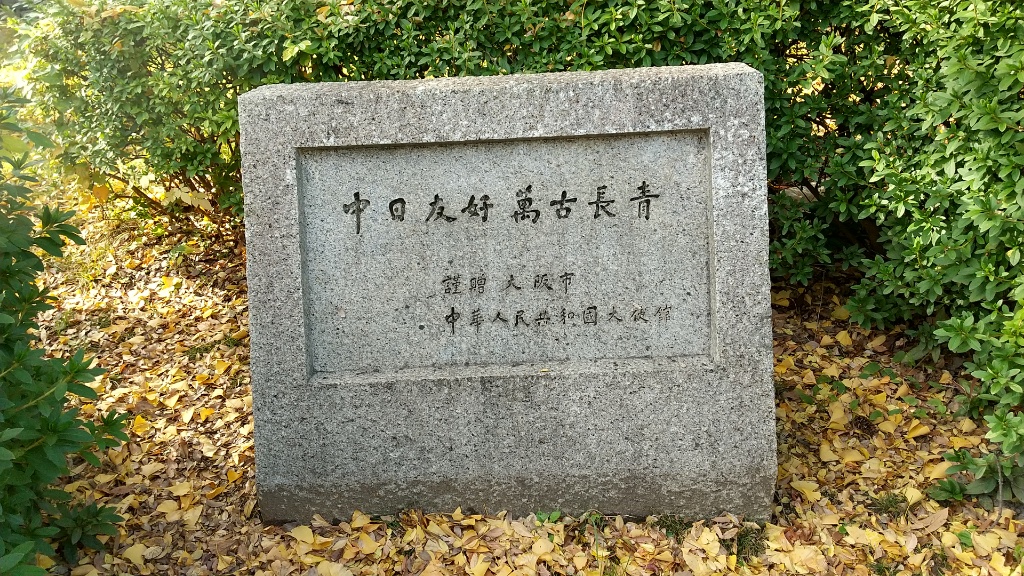 中日友好萬古長青
謹贈 大阪市
中華人民共和國大使館